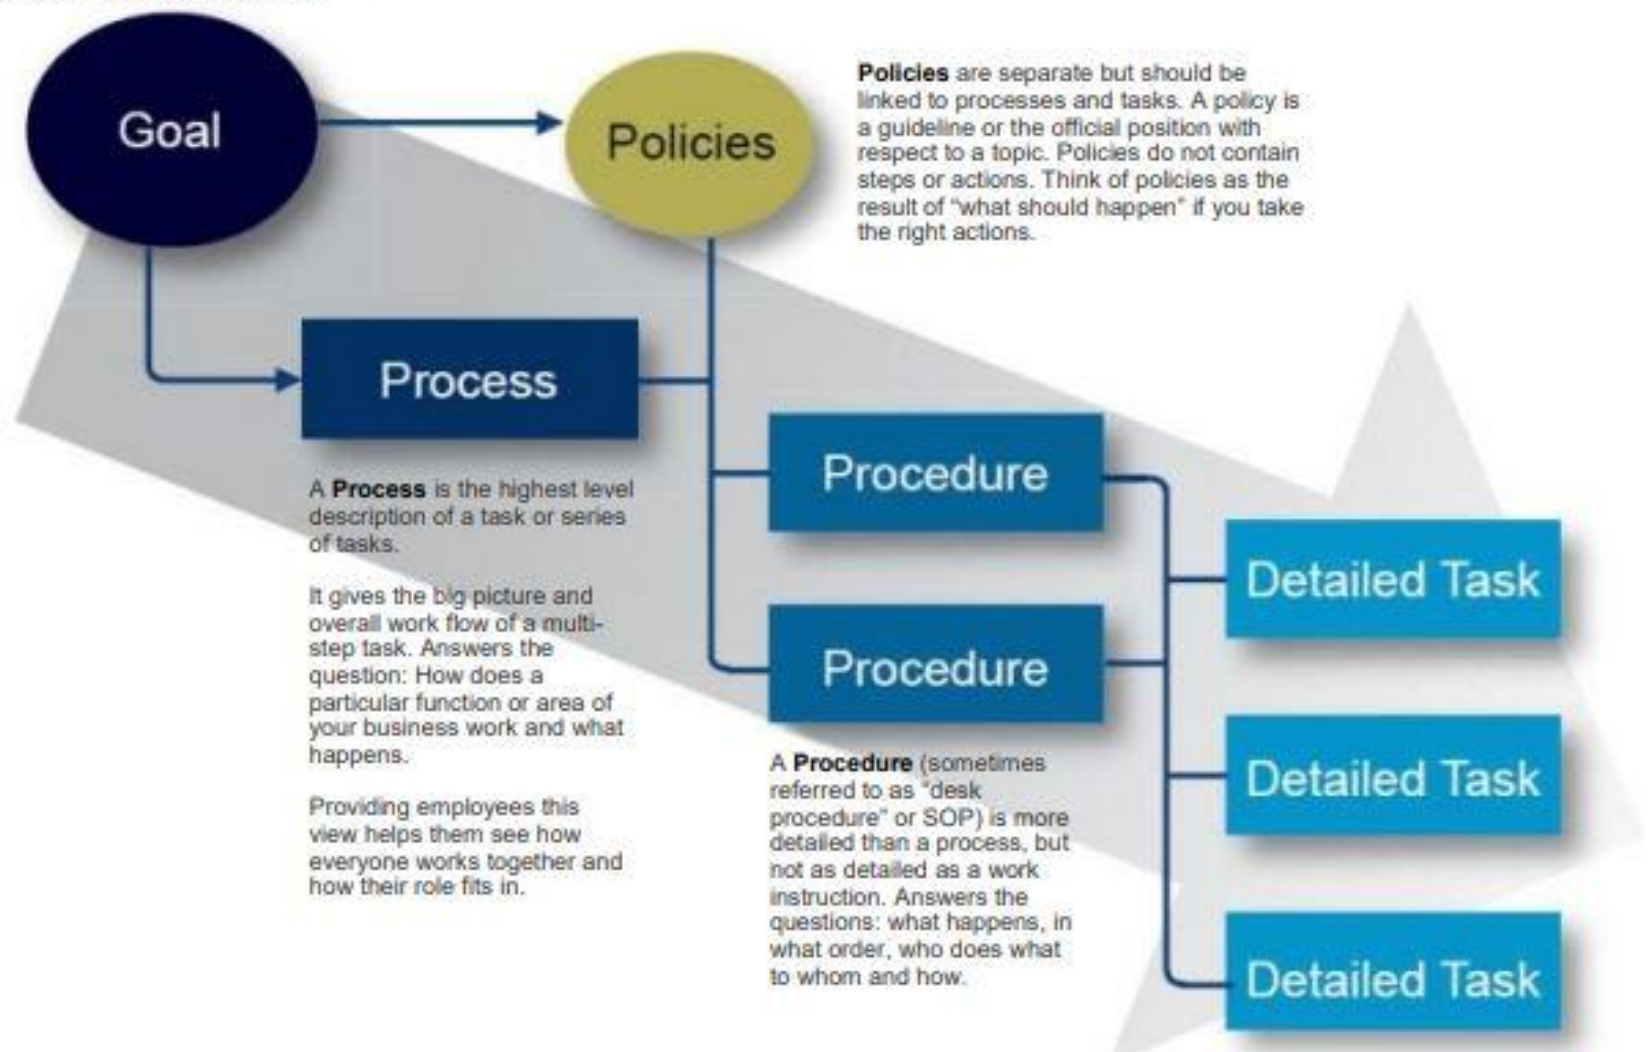 Goal
Policies
Policies are separate but should be
linked to processes and tasks. A policy is
a guideline or the official position with
respect to a topic. Policies do not contain
steps or actions. Think of policies as the
result of “what should happen” if you take
the right actions.
Process
A Process is the highest level
description of a task or series
of tasks.
It gives the big picture and
overall work flow of a multi-
step task. Answers the
question: How does a
particular function or area of
your business work and what
happens.
Providing employees this
view helps them see how
everyone works together and
how their role fits in.
Procedure
Procedure
A Procedure (sometimes
referred to as “desk
procedure” or SOP) is more
detailed than a process, but
not as detailed as a work
instruction. Answers the
questions: what happens, in
what order, who does what
to whom and how.
Detailed Task
Detailed Task
Detailed Task